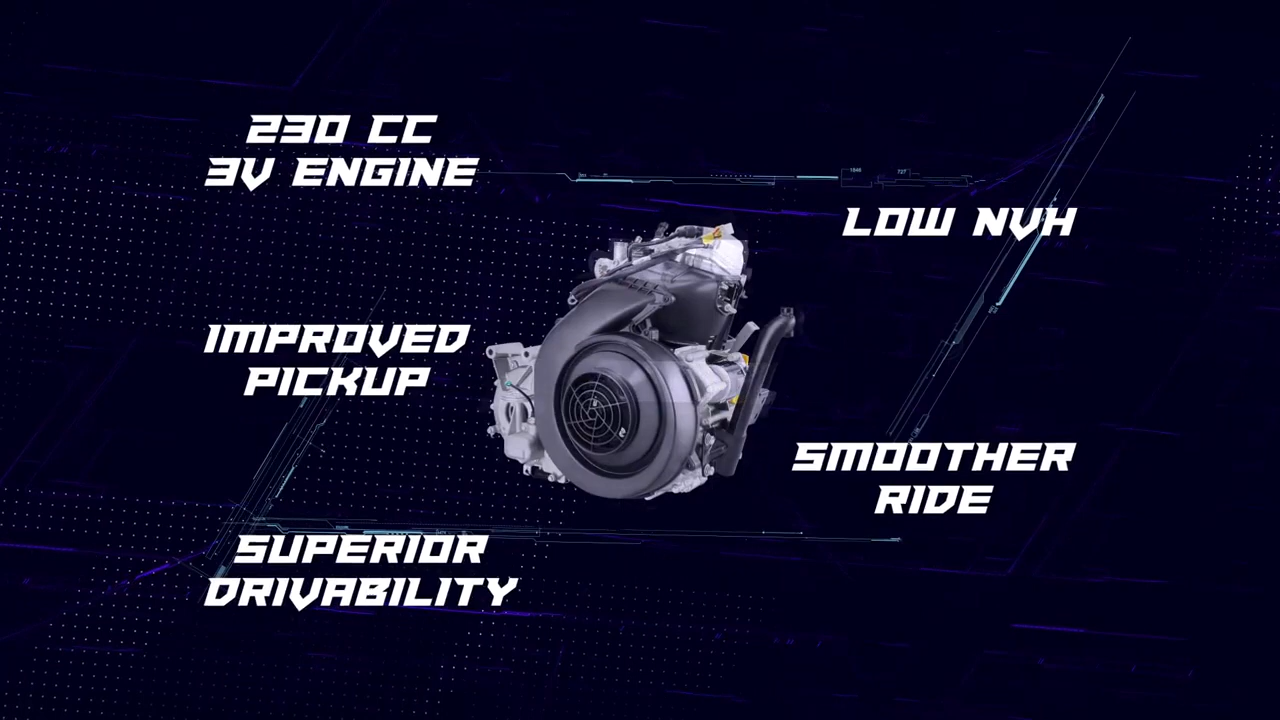 230 CC
3V ENGINE
LOW NVH
IMPROVED
PICKUP
SMOOTHER
RIDE
SUPERIOR
DRIVABILITY